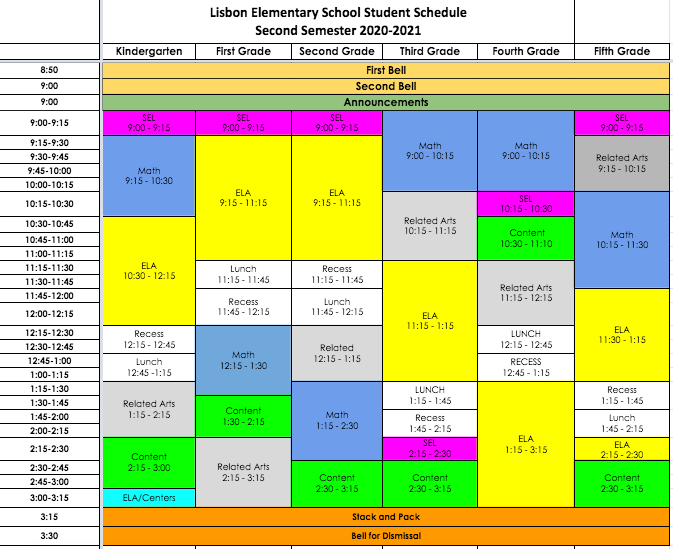 Lisbon Elementary School Student Schedule
Second Semester 2020-2021
Kindergarten First Grade Second Grade Third Grade Fourth Grade Fifth Grade
8:50 First Bell
9:00 Second Bell
9:00 Announcements
9:00-9:15
9:15-9:30
9:30-9:45
9:45-10:00
10:00-10:15
10:15-10:30
10:30-10:45
10:45-11:00
11:00-11:15
11:15-11:30
11:30-11:45
11:45-12:00
12:00-12:15
12:15-12:30
12:30-12:45
12:45-1:00
1:00-1:15
1:15-1:30
1:30-1:45
1:45-2:00
2:00-2:15
2:15-2:30
2:30-2:45
2:45-3:00
3:00-3:15
SEL
9:00 - 9:15
Math
9:15 - 10:30
ELA
10:30 - 12:15
Recess
12:15 - 12:45
Lunch
12:45 -1:15
Related Arts
1:15 - 2:15
Content
2:15 - 3:00
ELA/Centers
SEL
9:00 - 9:15
ELA
9:15 - 11:15
Lunch
11:15 - 11:45
Recess
11:45 - 12:15
Math
12:15 - 1:30
Content
1:30 - 2:15
Related Arts
2:15 - 3:15
SEL
9:00 - 9:15
ELA
9:15 - 11:15
Recess
11:15 - 11:45
Lunch
11:45 - 12:15
Related
12:15 - 1:15
Math
1:15 - 2:30
Content
2:30 - 3:15
Math
9:00 - 10:15
Related Arts
10:15 - 11:15
ELA
11:15 - 1:15
LUNCH
1:15 - 1:45
Recess
1:45 - 2:15
SEL
2:15 - 2:30
Content
2:30 - 3:15
Math
9:00 - 10:15
SEL
10:15 - 10:30
Content
10:30 - 11:10
Related Arts
11:15 - 12:15
LUNCH
12:15 - 12:45
RECESS
12:45 - 1:15
ELA
1:15 - 3:15
SEL
9:00 - 9:15
Related Arts
9:15 - 10:15
Math
10:15 - 11:30
ELA
11:30 - 1:15
Recess
1:15 - 1:45
Lunch
1:45 - 2:15
ELA
2:15 - 2:30
Content
2:30 - 3:15
3:15 Stack and Pack
3:30 Bell for Dismissal